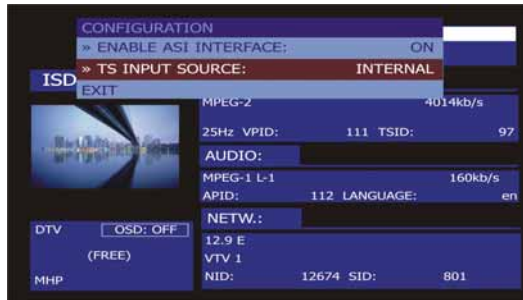 CONFIGURATION
» ENABLE ASI INTERFACE: ON
» TS INPUT SOURCE: INTERNAL
EXIT
ISD
MPEG-2 4014kb/s
25Hz VPID: 111 TSID: 97
AUDIO:
MPEG-1 L-1 160kb/s
APID: 112 LANGUAGE: en
NETW.:
12.9 E
VTV 1
NID: 12674 SID: 801
DTV OSD: OFF
(FREE)
MHP